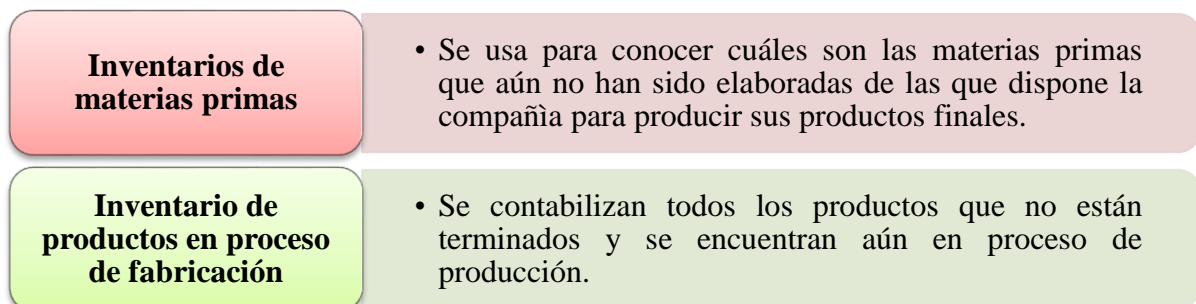 Inventarios de
materias primas
• Se usa para conocer cuáles son las materias primas
que aún no han sido elaboradas de las que dispone la
compañìa para producir sus productos finales.
Inventario de
productos en proceso
de fabricación
• Se contabilizan todos los productos que no están
terminados y se encuentran aún en proceso de
producción.